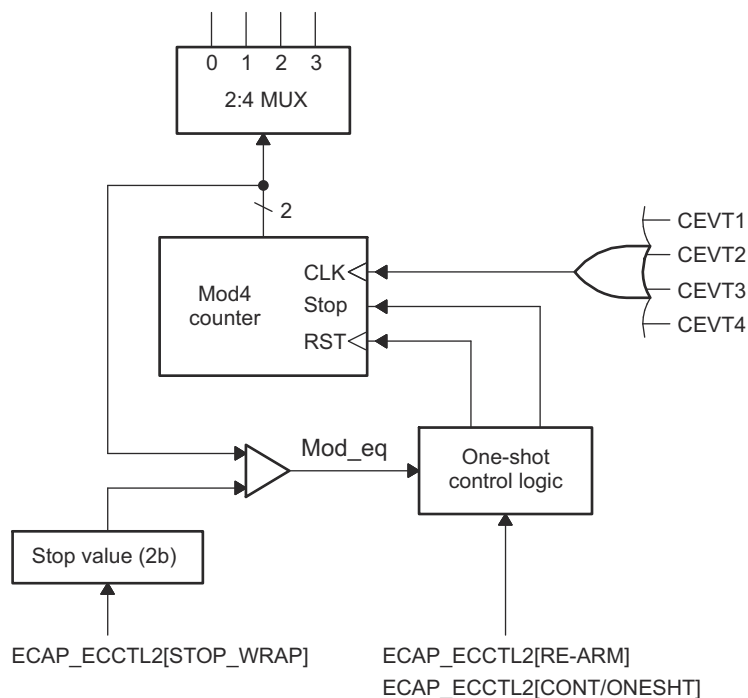 0 1 2 3
2:4 MUX
2
CEVT1
CEVT2
CEVT3
CEVT4
CLK
Stop
RST
Mod4
counter
Mod_eq
One-shot
control logic
Stop value (2b)
ECAP_ECCTL2[STOP_WRAP]
ECAP_ECCTL2[RE-ARM]
ECAP_ECCTL2[CONT/ONESHT]